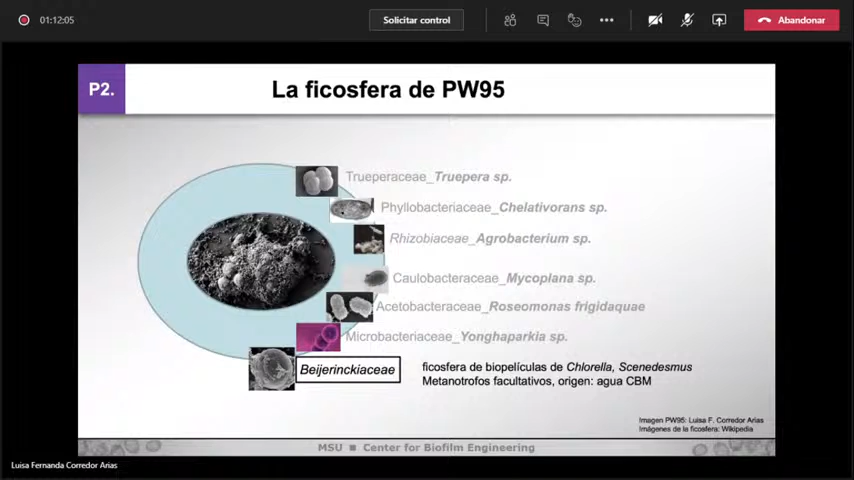 01:12:05
Solicitar control
Abandonar
P2.
La ficosfera de PW95
Trueperaceae_Truepera sp.
Phyllobacteriaceae_Chelativorans sp.
Rhizobiaceae_Agrobacterium sp.
Caulobacteraceae_Mycoplana sp.
Acetobacteraceae_Roseomonas frigidaquae
Microbacteriaceae_Yonghaparkia sp.
Beijerinckiaceae
ficosfera de biopelículas de Chlorella, Scenedesmus
Metanotrofos facultativos, origen: agua CBM
Imagen PW95: Luisa F. Corredor Arias
Imágenes de la ficosfera: Wikipedia
MSU ■ Center for Biofilm Engineering
Luisa Fernanda Corredor Arias